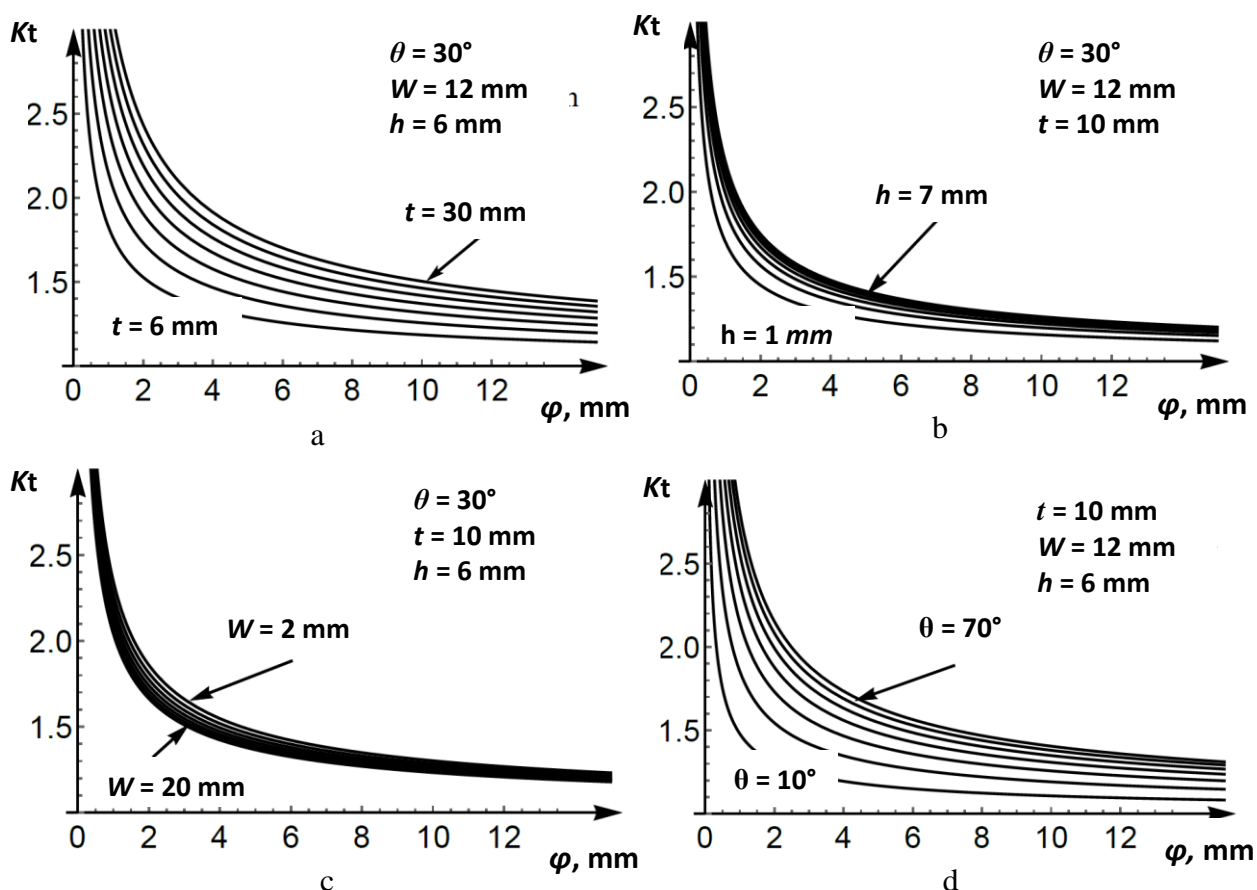 Kt
θ = 30°
W = 12 mm
h = 6 mm
2.5
2.0
1.5
t = 30 mm
t = 6 mm
0 2 4 6 8 10 12
φ, mm
a
Kt
θ = 30°
W = 12 mm
t = 10 mm
2.5
2.0
1.5
h = 7 mm
h = 1 mm
0 2 4 6 8 10 12
φ, mm
b
Kt
θ = 30°
t = 10 mm
h = 6 mm
2.5
2.0
1.5
W = 2 mm
W = 20 mm
0 2 4 6 8 10 12
φ, mm
c
Kt
t = 10 mm
W = 12 mm
h = 6 mm
2.5
2.0
1.5
θ = 70°
θ = 10°
0 2 4 6 8 10 12
φ, mm
d